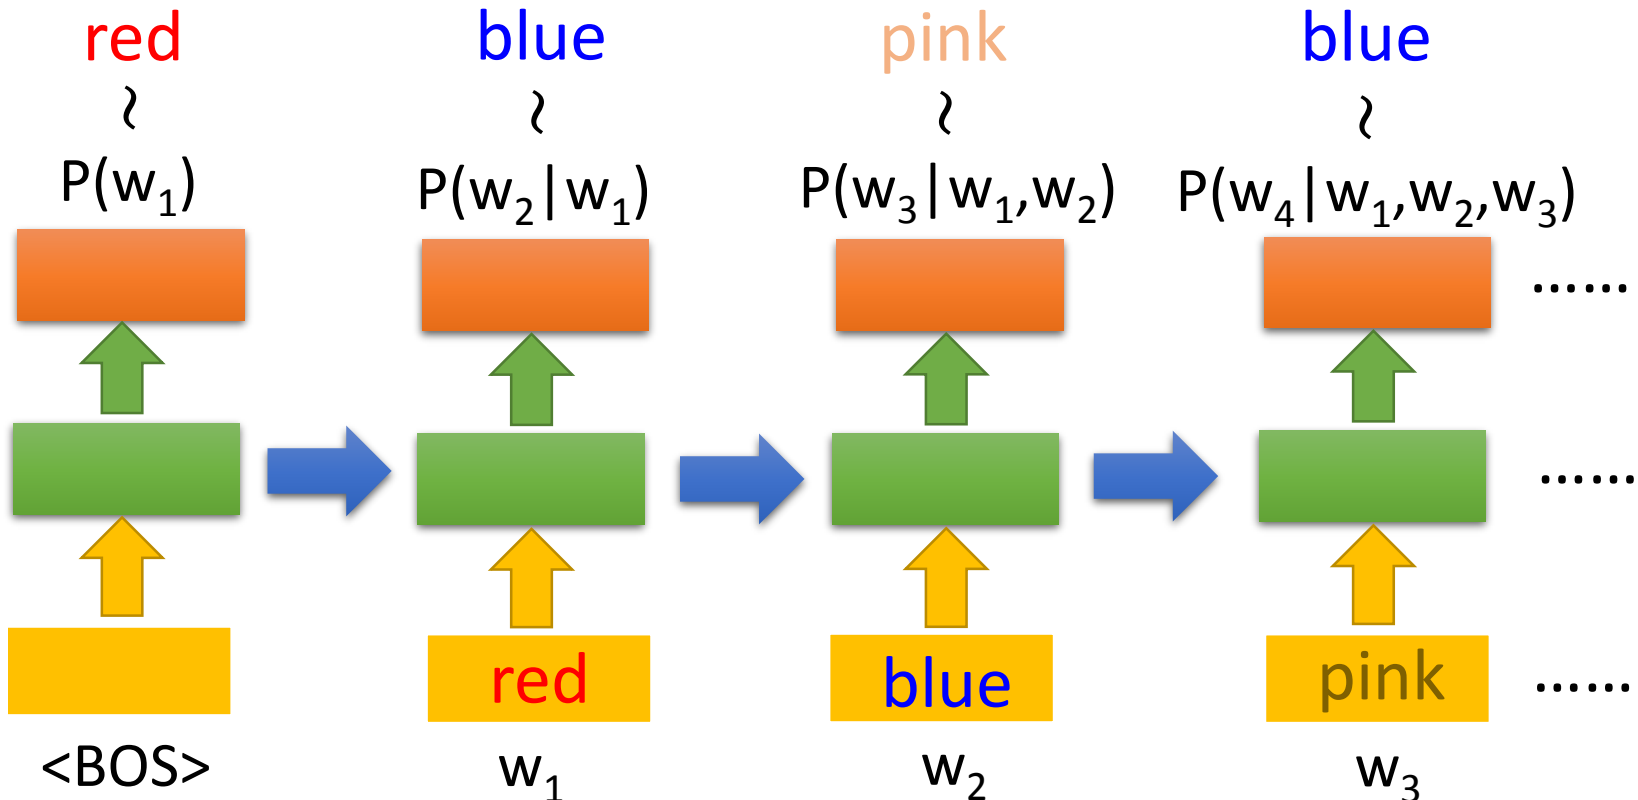 red blue pink blue
~ ~ ~ ~
P(w₁) P(w₂|w₁) P(w₃|w₁,w₂) P(w₄|w₁,w₂,w₃)
......
......
red blue pink ......
<BOS> w₁ w₂ w₃